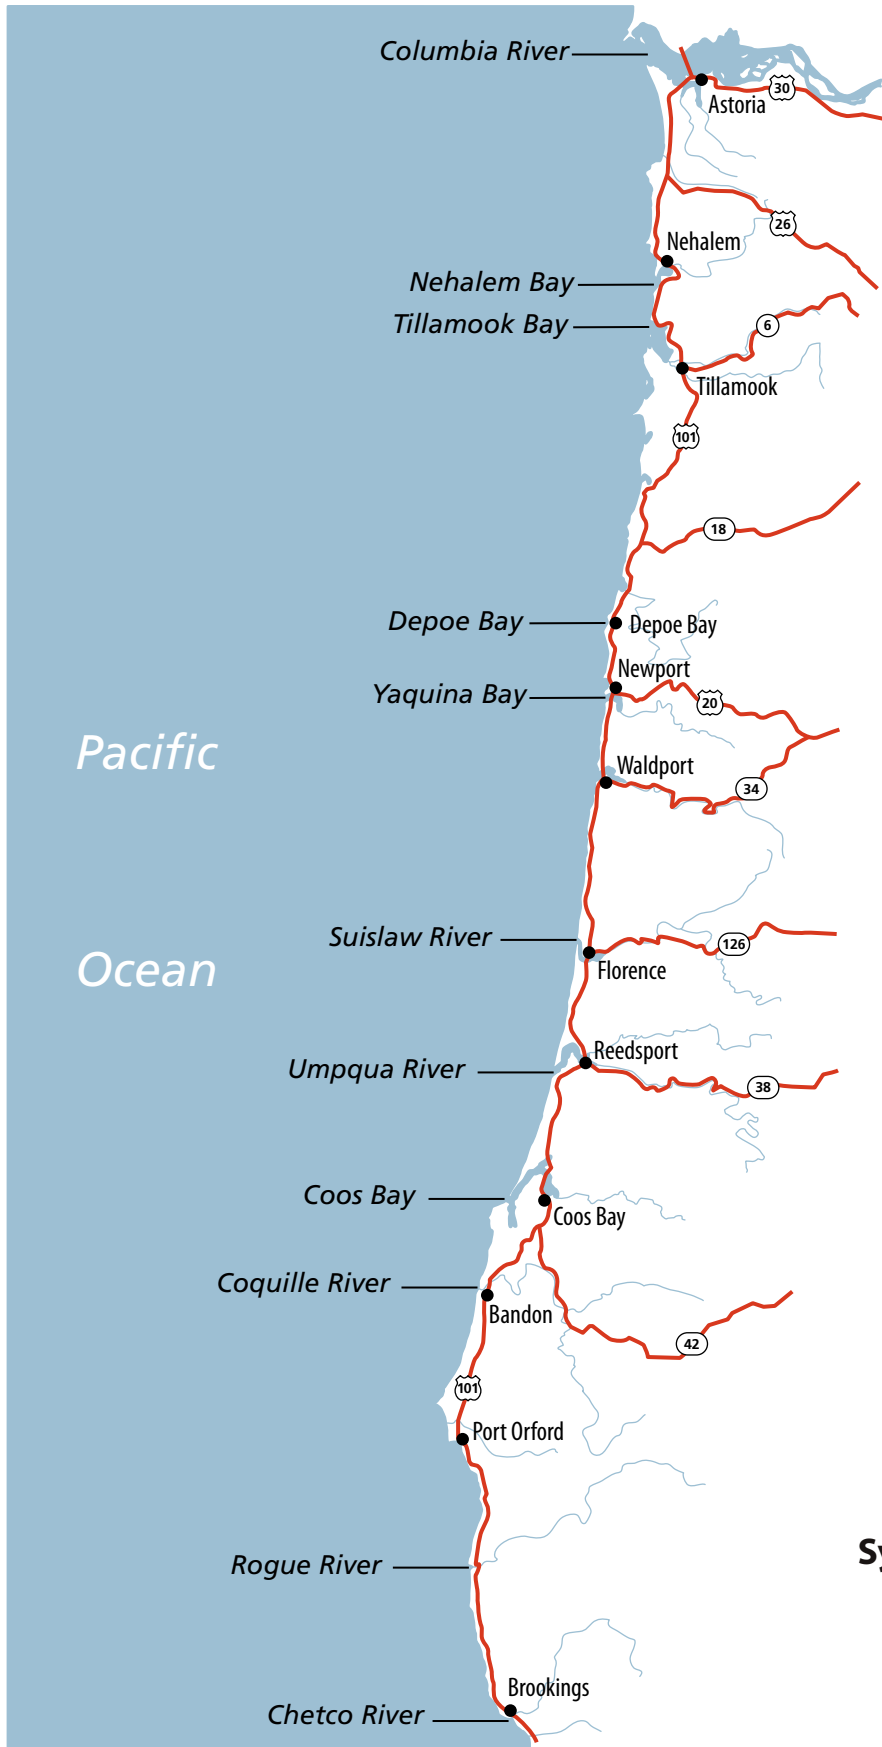 Columbia River
30
Astoria
26
Nehalem
Nehalem Bay
Tillamook Bay
6
Tillamook
101
18
Depoe Bay
Depoe Bay
Newport
Yaquina Bay
20
Pacific
Waldport
34
Suislaw River
126
Ocean
Florence
Reedsport
Umpqua River
38
Coos Bay
Coos Bay
Coquille River
Bandon
42
101
Port Orford
Sy
Rogue River
Brookings
Chetco River